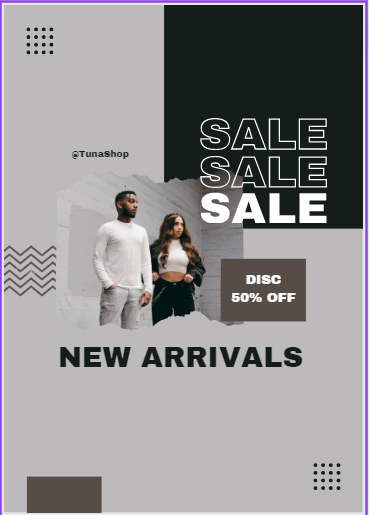 @TunaShop
SALE
SALE
SALE
DISC
50% OFF
NEW ARRIVALS